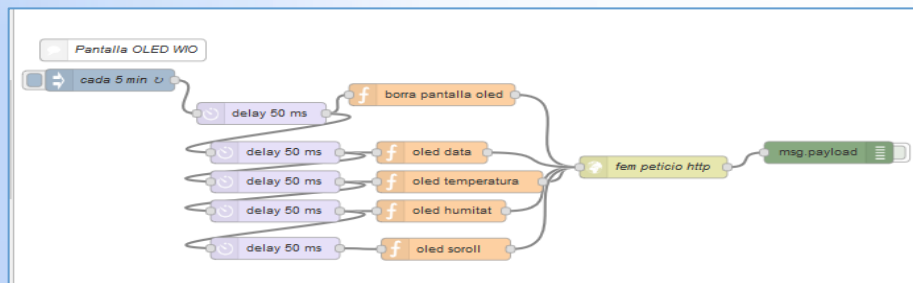 Pantalla OLED WIO
cada 5 min ↻
delay 50 ms
borra pantalla oled
delay 50 ms
oled data
delay 50 ms
oled temperatura
delay 50 ms
oled humitat
delay 50 ms
oled soroll
fem peticio http
msg.payload